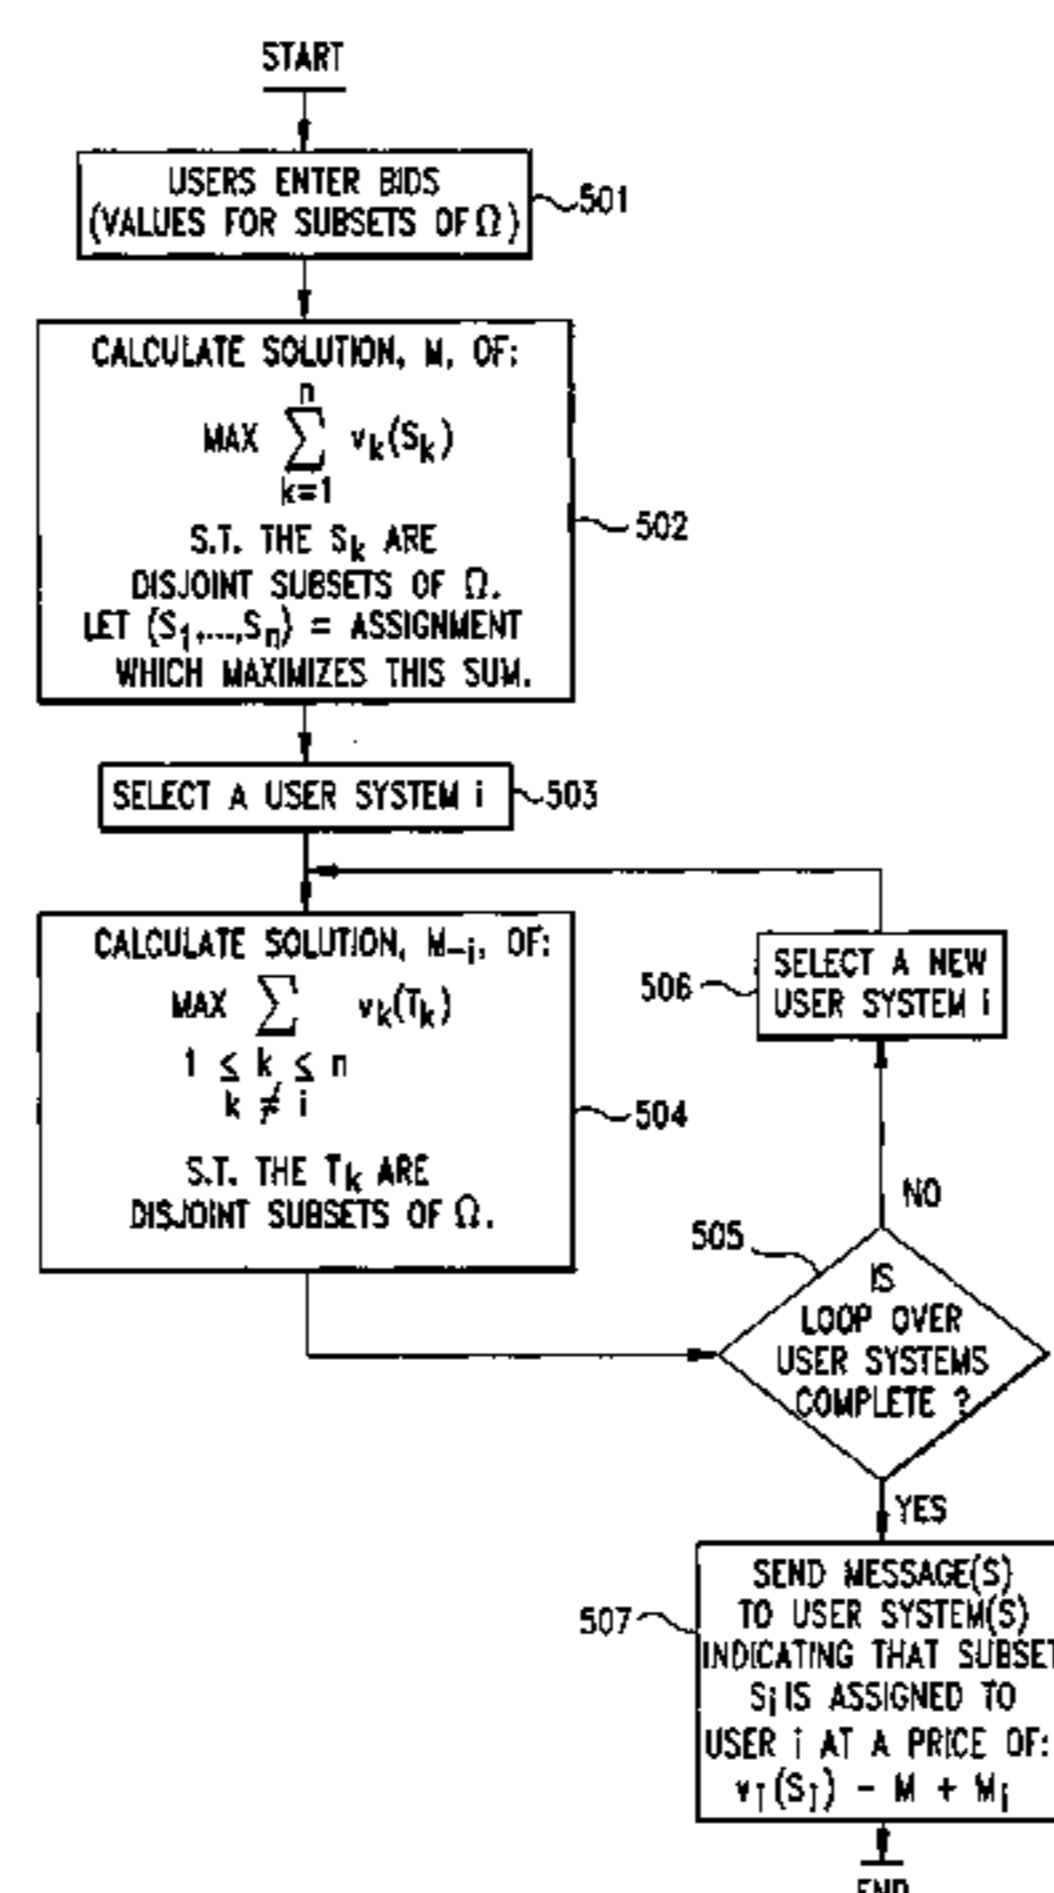 START
USERS ENTER BIDS
(VALUES FOR SUBSETS OF Ω)
501
CALCULATE SOLUTION, M, OF:
n
MAX ∑ vk(Sk)
k=1
S.T. THE Sk ARE
DISJOINT SUBSETS OF Ω.
LET (S1,...,Sn) = ASSIGNMENT
WHICH MAXIMIZES THIS SUM.
502
SELECT A USER SYSTEM i
503
CALCULATE SOLUTION, M-i, OF:
MAX ∑ vk(Tk)
1 ≤ k ≤ n
k ≠ i
S.T. THE Tk ARE
DISJOINT SUBSETS OF Ω.
504
SELECT A NEW
USER SYSTEM i
506
NO
505
IS
LOOP OVER
USER SYSTEMS
COMPLETE ?
YES
SEND MESSAGE(S)
TO USER SYSTEM(S)
INDICATING THAT SUBSET
Si IS ASSIGNED TO
USER i AT A PRICE OF:
vi(Si) - M + Mi
507
END